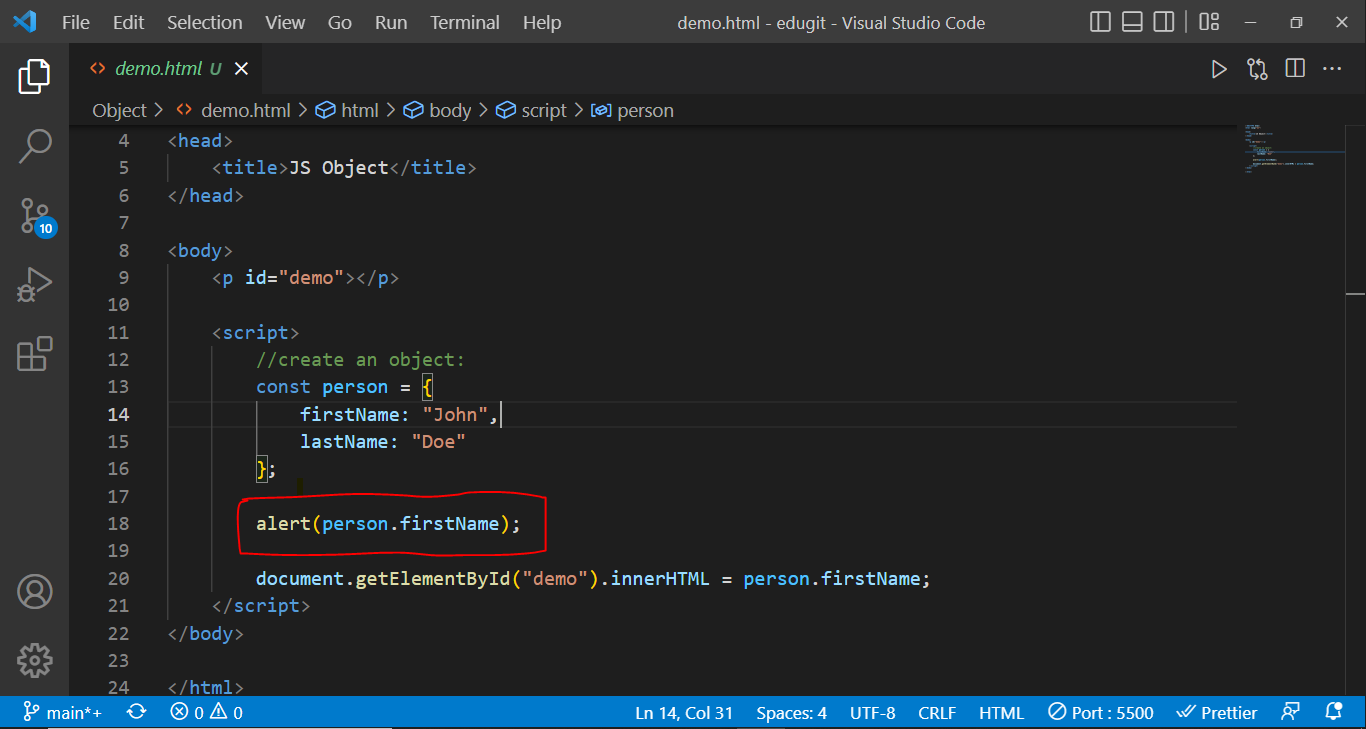 File Edit Selection View Go Run Terminal Help demo.html - edugit - Visual Studio Code
demo.html U
Object > demo.html > html > body > script > person
4 <head>
5 <title>JS Object</title>
6 </head>
7
8 <body>
9 <p id="demo"></p>
10
11 <script>
12 //create an object:
13 const person = {
14 firstName: "John",
15 lastName: "Doe"
16 };
17
18 alert(person.firstName);
19
20 document.getElementById("demo").innerHTML = person.firstName;
21 </script>
22 </body>
23
24 </html>
10
main*+ 0 0 Ln 14, Col 31 Spaces: 4 UTF-8 CRLF HTML Port : 5500 Prettier